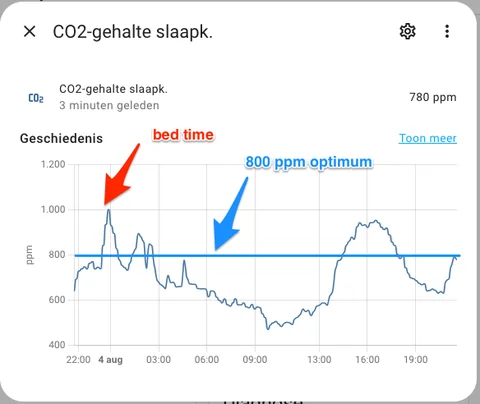 CO2-gehalte slaapk.
CO2
CO2-gehalte slaapk.
3 minuten geleden
780 ppm
Geschiedenis
Toon meer
bed time
800 ppm optimum
1.200
1.000
800
600
400
ppm
22:00
4 aug
03:00
06:00
09:00
13:00
16:00
19:00